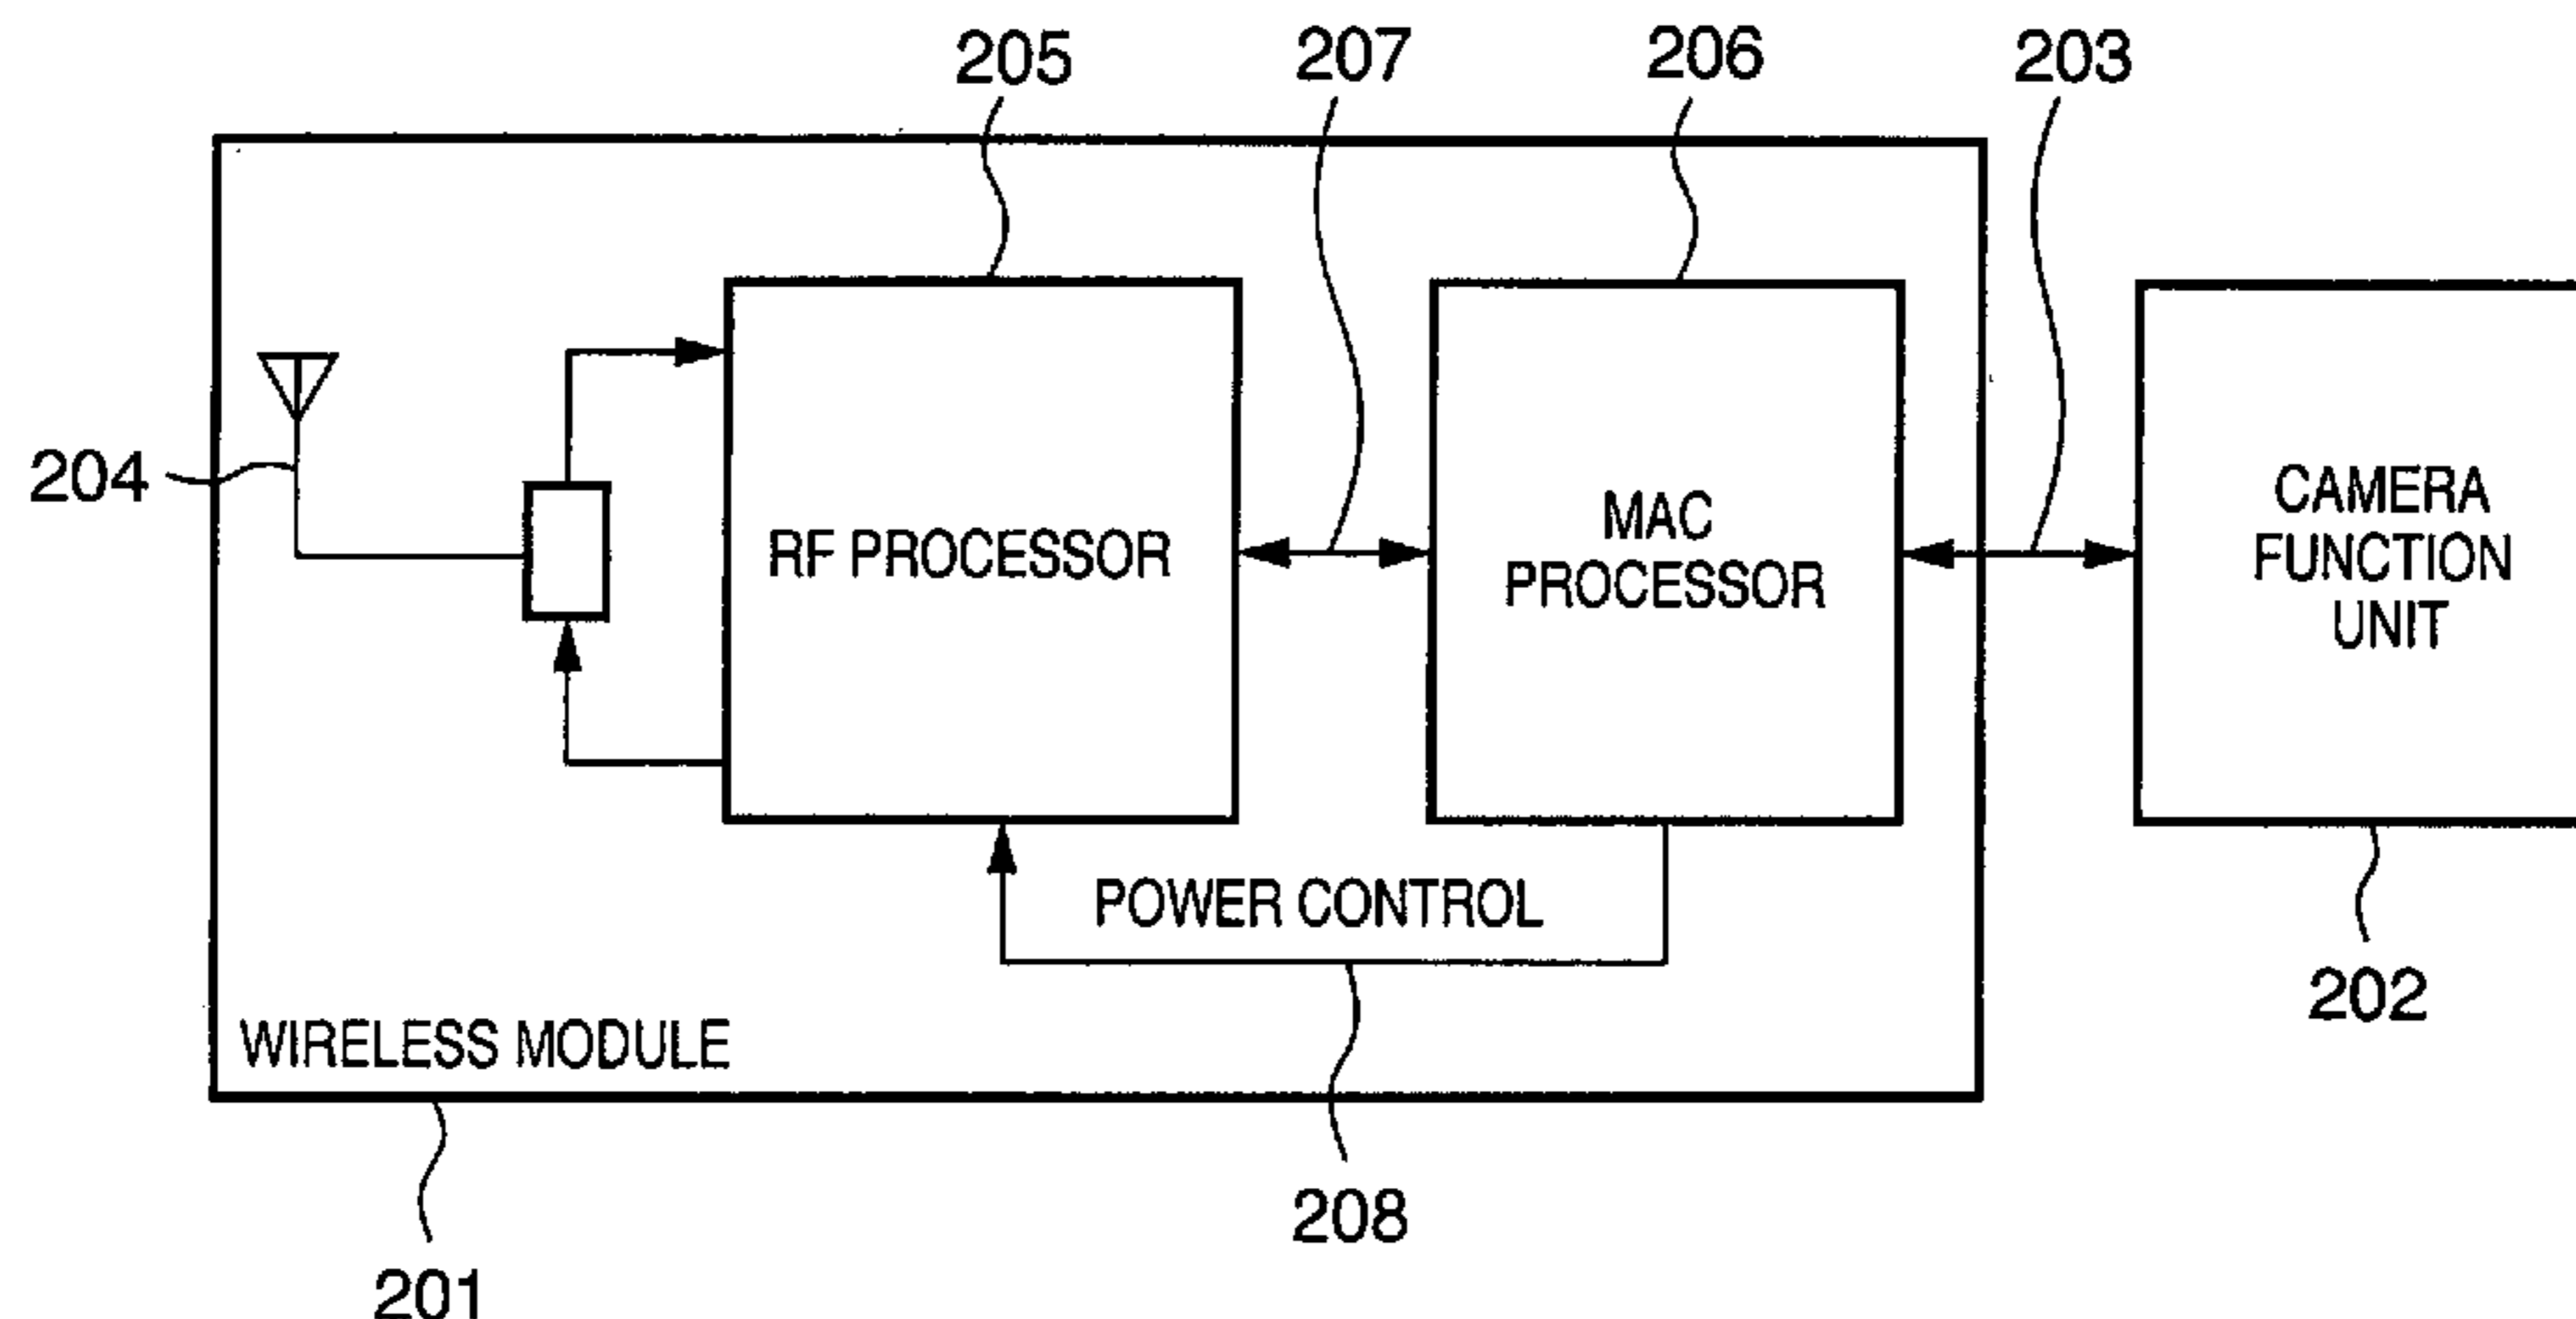 205
207
206
203
204
RF PROCESSOR
MAC
PROCESSOR
CAMERA
FUNCTION
UNIT
POWER CONTROL
202
WIRELESS MODULE
208
201